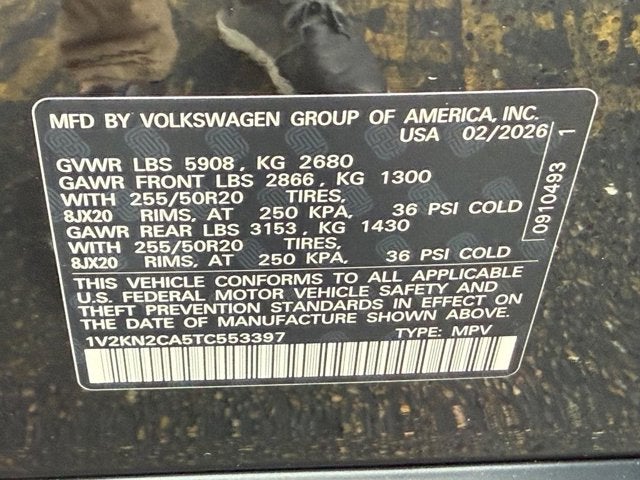 MFD BY VOLKSWAGEN GROUP OF AMERICA, INC.
USA 02/2026
GVWR LBS 5908, KG 2680
GAWR FRONT LBS 2866, KG 1300
WITH 255/50R20 TIRES,
8JX20 RIMS, AT 250 KPA, 36 PSI COLD
GAWR REAR LBS 3153, KG 1430
WITH 255/50R20 TIRES,
8JX20 RIMS, AT 250 KPA, 36 PSI COLD
THIS VEHICLE CONFORMS TO ALL APPLICABLE
U.S. FEDERAL MOTOR VEHICLE SAFETY AND
THEFT PREVENTION STANDARDS IN EFFECT ON
THE DATE OF MANUFACTURE SHOWN ABOVE.
1V2KN2CA5TC553397 TYPE: MPV
0910493 1